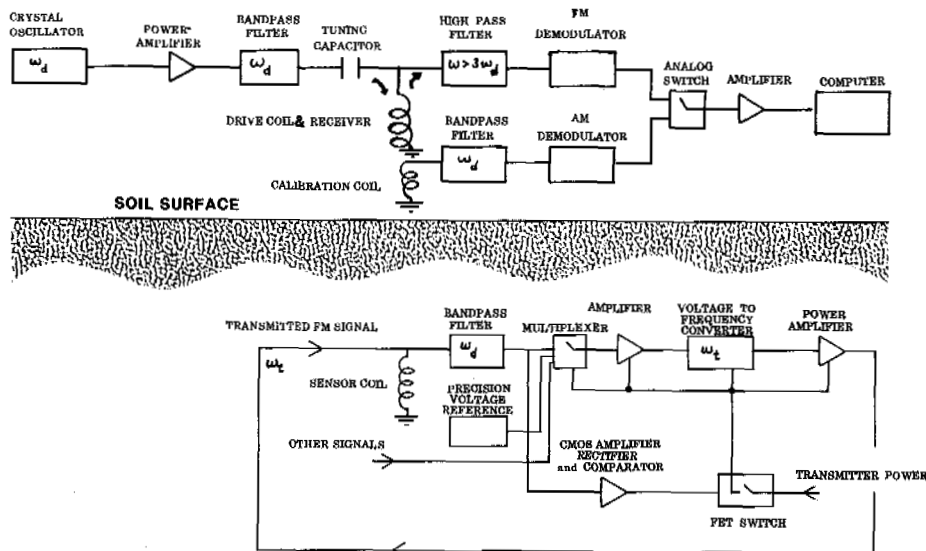 CRYSTAL
OSCILLATOR
ω_d
POWER-
AMPLIFIER
BANDPASS
FILTER
ω_d
TUNING
CAPACITOR
HIGH PASS
FILTER
ω>3ω_d
FM
DEMODULATOR
ANALOG
SWITCH
AMPLIFIER
COMPUTER
DRIVE COIL & RECEIVER
BANDPASS
FILTER
ω_d
AM
DEMODULATOR
CALIBRATION COIL
SOIL SURFACE
TRANSMITTED FM SIGNAL
ω_t
BANDPASS
FILTER
ω_d
MULTIPLEXER
AMPLIFIER
VOLTAGE TO
FREQUENCY
CONVERTER
ω_t
POWER
AMPLIFIER
SENSOR COIL
PRECISION
VOLTAGE
REFERENCE
OTHER SIGNALS
CMOS AMPLIFIER
RECTIFIER
and COMPARATOR
TRANSMITTER POWER
FET SWITCH